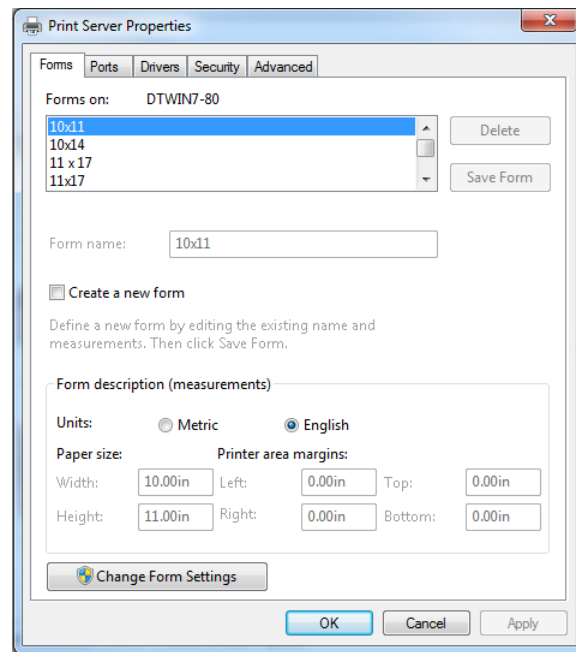 Print Server Properties
Forms Ports Drivers Security Advanced
Forms on: DTWIN7-80
10x11
10x14
11 x 17
11x17
Delete
Save Form
Form name: 10x11
Create a new form
Define a new form by editing the existing name and
measurements. Then click Save Form.
Form description (measurements)
Units: Metric English
Paper size: Printer area margins:
Width: 10.00in Left: 0.00in Top: 0.00in
Height: 11.00in Right: 0.00in Bottom: 0.00in
Change Form Settings
OK Cancel Apply